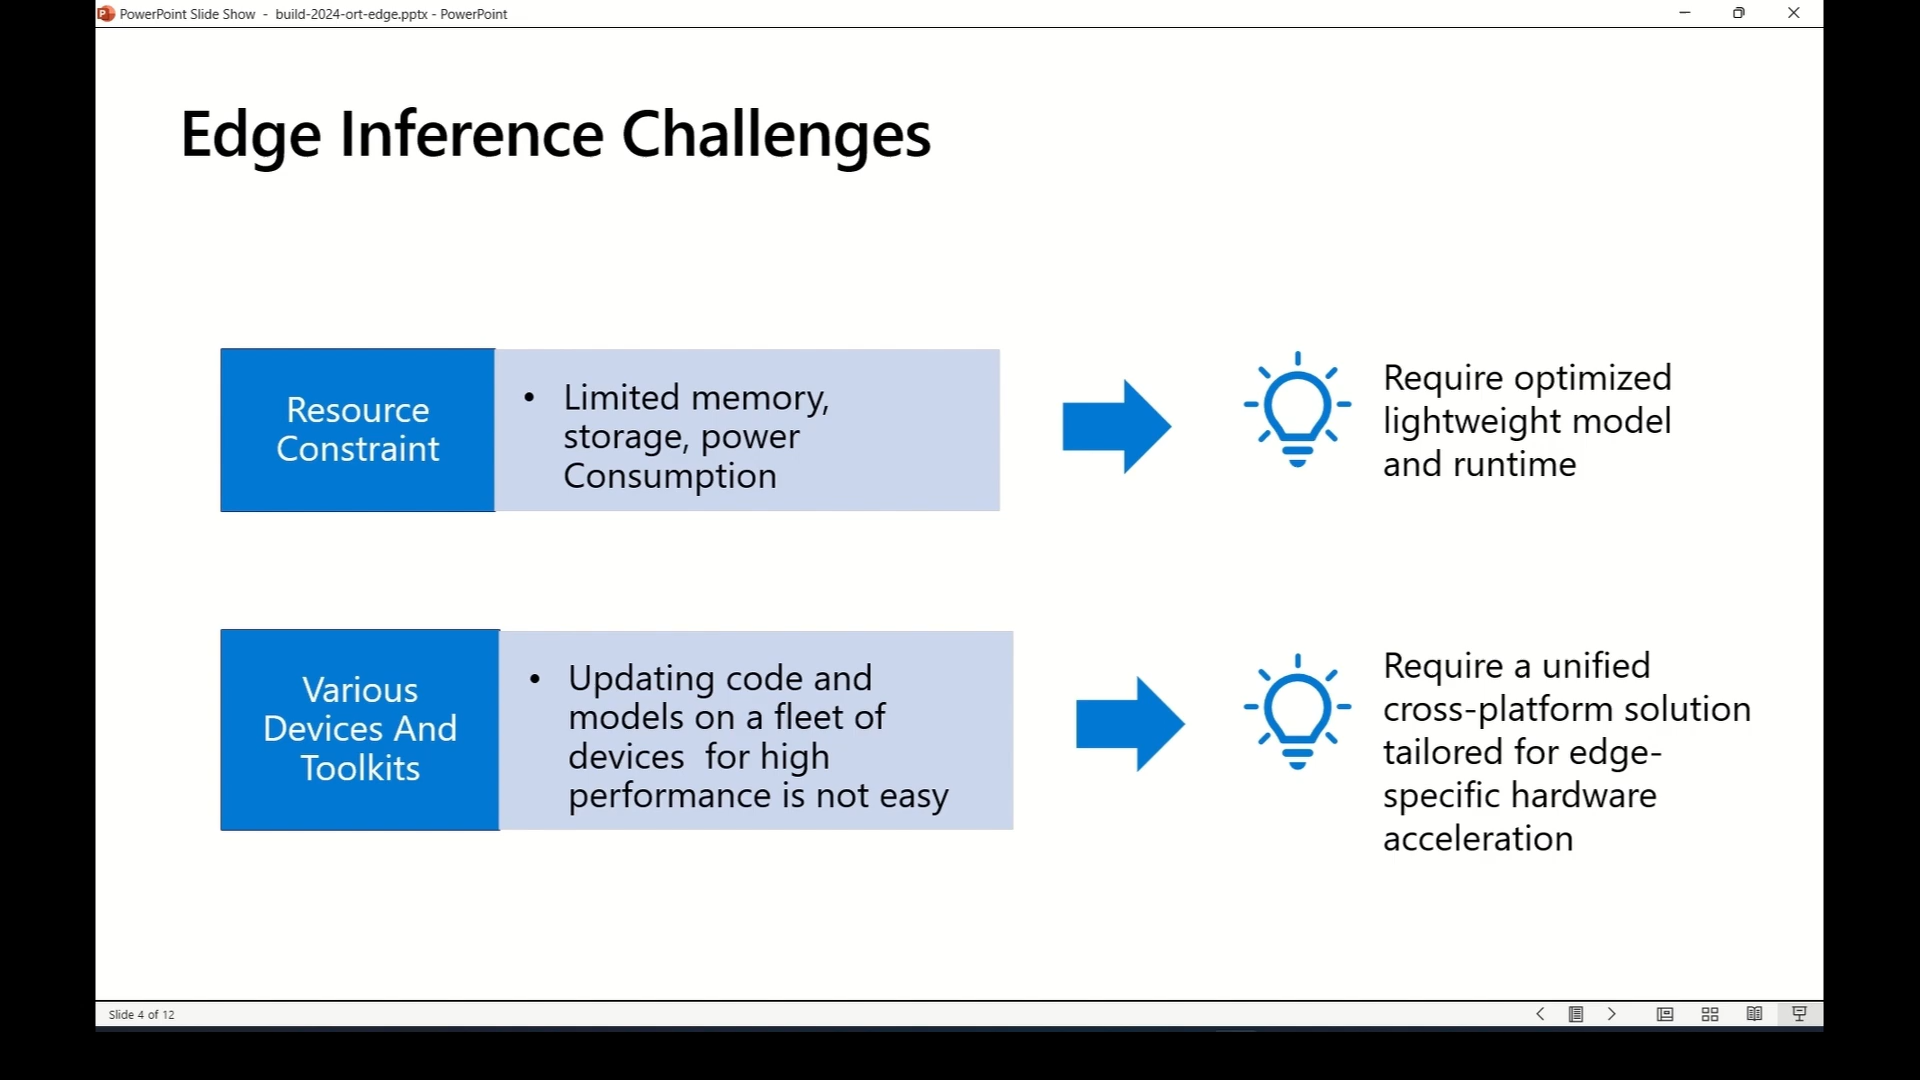 PowerPoint Slide Show - build-2024-ort-edge.pptx - PowerPoint
Edge Inference Challenges
Resource
Constraint
• Limited memory,
storage, power
Consumption
Require optimized
lightweight model
and runtime
Various
Devices And
Toolkits
• Updating code and
models on a fleet of
devices  for high
performance is not easy
Require a unified
cross-platform solution
tailored for edge-
specific hardware
acceleration
Slide 4 of 12